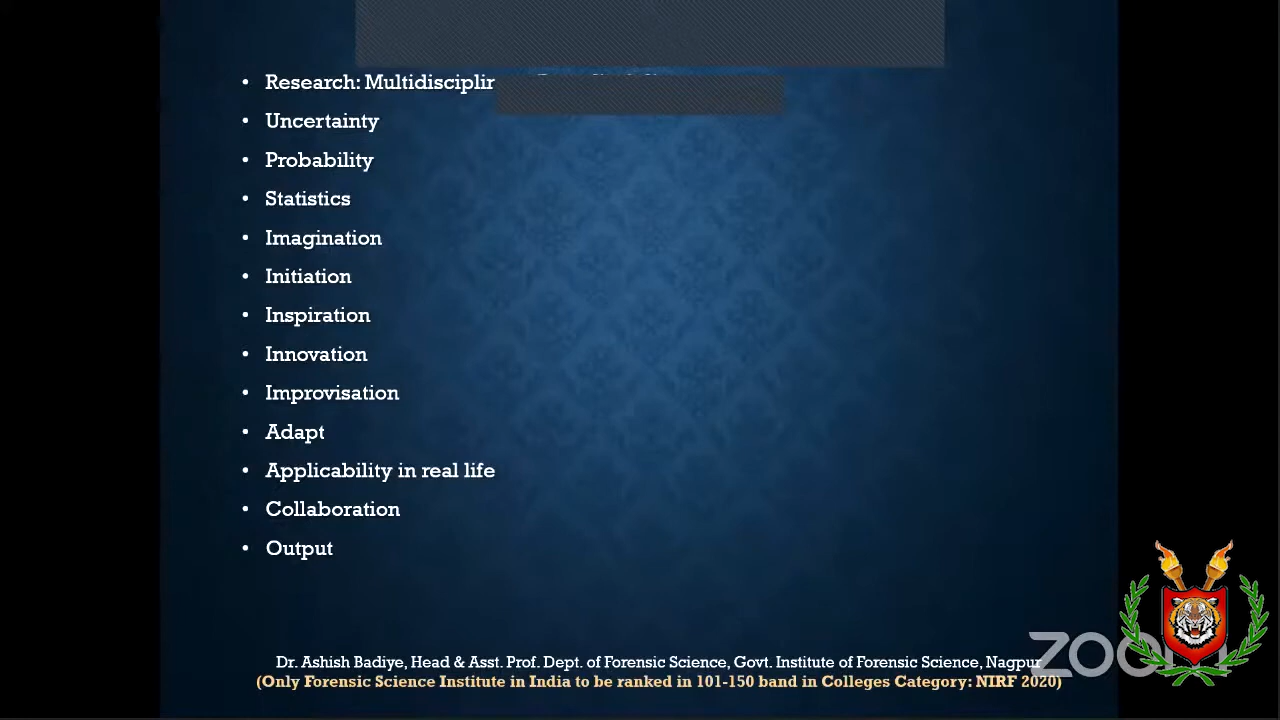 • Research: Multidisciplir
• Uncertainty
• Probability
• Statistics
• Imagination
• Initiation
• Inspiration
• Innovation
• Improvisation
• Adapt
• Applicability in real life
• Collaboration
• Output
Dr. Ashish Badiye, Head & Asst. Prof. Dept. of Forensic Science, Govt. Institute of Forensic Science, Nagpur
(Only Forensic Science Institute in India to be ranked in 101-150 band in Colleges Category: NIRF 2020)
zoom